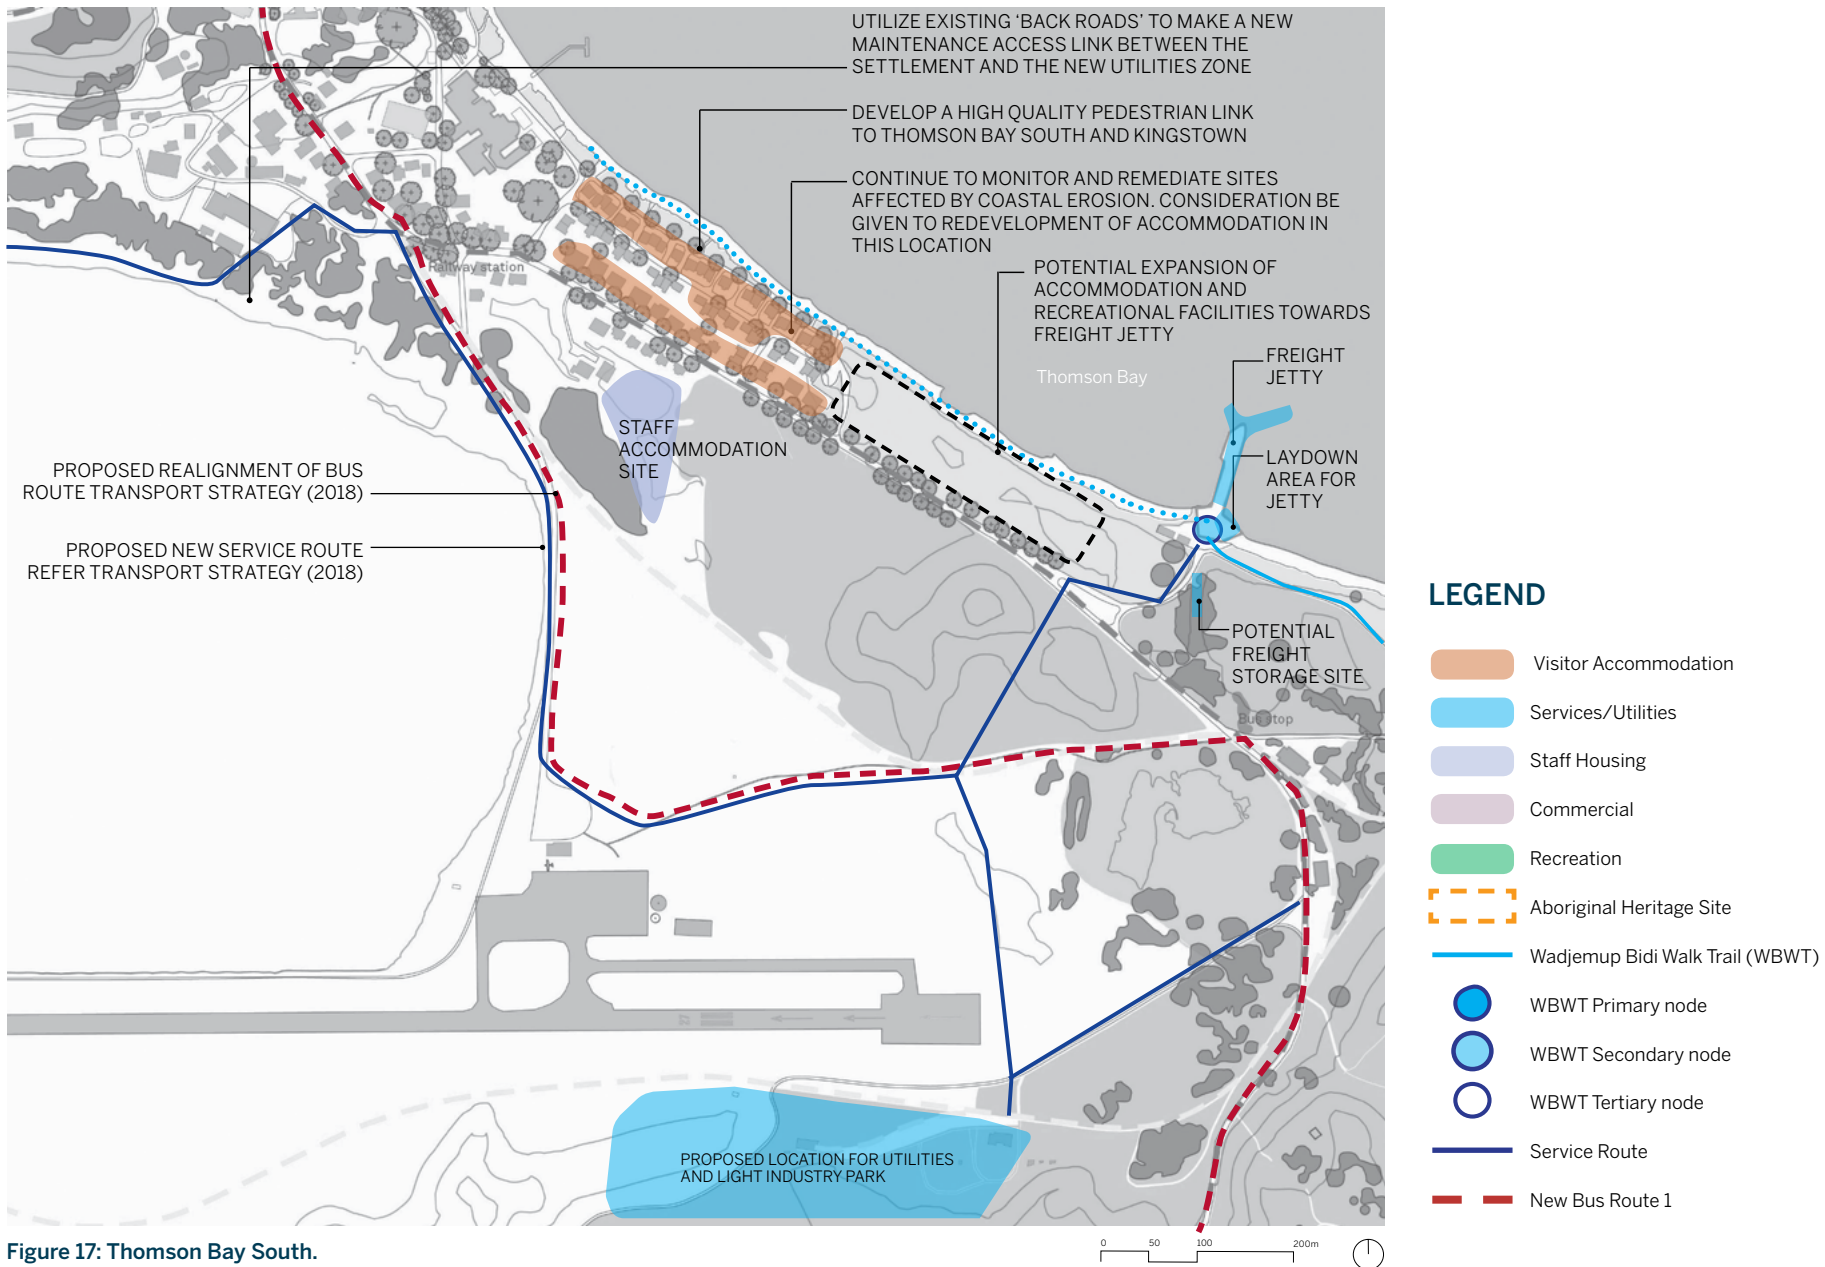 UTILIZE EXISTING ‘BACK ROADS’ TO MAKE A NEW
MAINTENANCE ACCESS LINK BETWEEN THE
SETTLEMENT AND THE NEW UTILITIES ZONE
DEVELOP A HIGH QUALITY PEDESTRIAN LINK
TO THOMSON BAY SOUTH AND KINGSTOWN
CONTINUE TO MONITOR AND REMEDIATE SITES
AFFECTED BY COASTAL EROSION. CONSIDERATION BE
GIVEN TO REDEVELOPMENT OF ACCOMMODATION IN
THIS LOCATION
POTENTIAL EXPANSION OF
ACCOMMODATION AND
RECREATIONAL FACILITIES TOWARDS
FREIGHT JETTY
Railway station
Thomson Bay
FREIGHT
JETTY
LAYDOWN
AREA FOR
JETTY
STAFF
ACCOMMODATION
SITE
PROPOSED REALIGNMENT OF BUS
ROUTE TRANSPORT STRATEGY (2018)
PROPOSED NEW SERVICE ROUTE
REFER TRANSPORT STRATEGY (2018)
POTENTIAL
FREIGHT
STORAGE SITE
Bus stop
27
PROPOSED LOCATION FOR UTILITIES
AND LIGHT INDUSTRY PARK
LEGEND
Visitor Accommodation
Services/Utilities
Staff Housing
Commercial
Recreation
Aboriginal Heritage Site
Wadjemup Bidi Walk Trail (WBWT)
WBWT Primary node
WBWT Secondary node
WBWT Tertiary node
Service Route
New Bus Route 1
Figure 17: Thomson Bay South.
0 50 100 200m